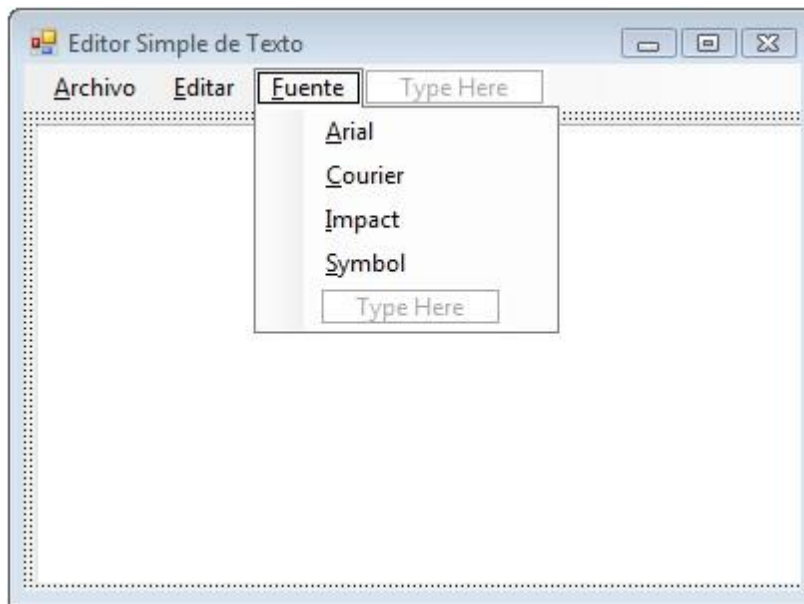 Editor Simple de Texto
Archivo Editar Fuente Type Here
Arial
Courier
Impact
Symbol
Type Here